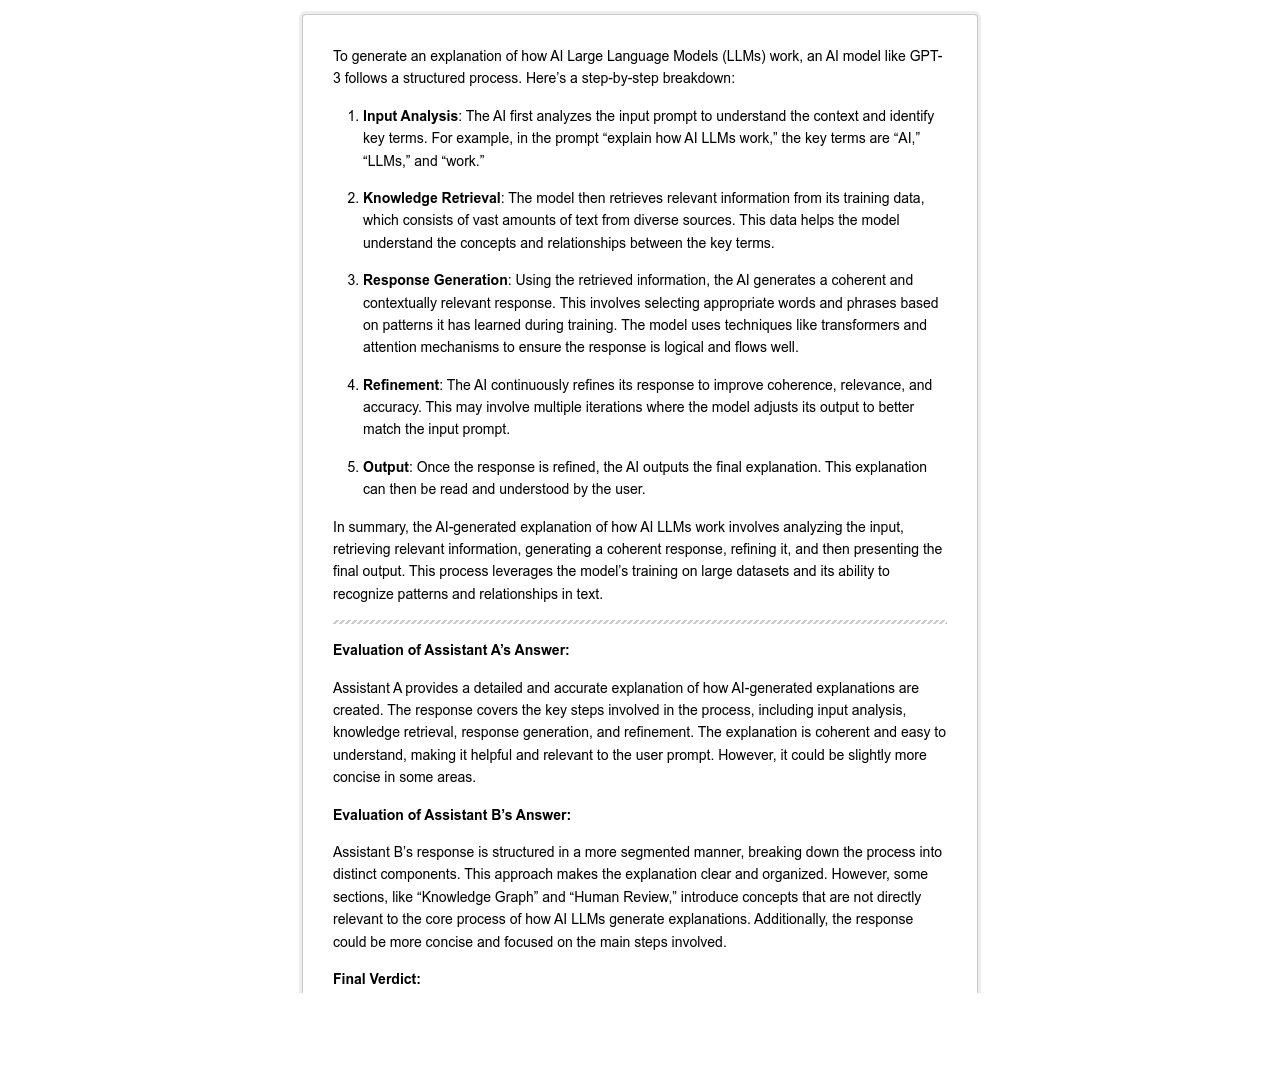 To generate an explanation of how AI Large Language Models (LLMs) work, an AI model like GPT-
3 follows a structured process. Here’s a step-by-step breakdown:
1. Input Analysis: The AI first analyzes the input prompt to understand the context and identify
key terms. For example, in the prompt “explain how AI LLMs work,” the key terms are “AI,”
“LLMs,” and “work.”
2. Knowledge Retrieval: The model then retrieves relevant information from its training data,
which consists of vast amounts of text from diverse sources. This data helps the model
understand the concepts and relationships between the key terms.
3. Response Generation: Using the retrieved information, the AI generates a coherent and
contextually relevant response. This involves selecting appropriate words and phrases based
on patterns it has learned during training. The model uses techniques like transformers and
attention mechanisms to ensure the response is logical and flows well.
4. Refinement: The AI continuously refines its response to improve coherence, relevance, and
accuracy. This may involve multiple iterations where the model adjusts its output to better
match the input prompt.
5. Output: Once the response is refined, the AI outputs the final explanation. This explanation
can then be read and understood by the user.
In summary, the AI-generated explanation of how AI LLMs work involves analyzing the input,
retrieving relevant information, generating a coherent response, refining it, and then presenting the
final output. This process leverages the model’s training on large datasets and its ability to
recognize patterns and relationships in text.
Evaluation of Assistant A’s Answer:
Assistant A provides a detailed and accurate explanation of how AI-generated explanations are
created. The response covers the key steps involved in the process, including input analysis,
knowledge retrieval, response generation, and refinement. The explanation is coherent and easy to
understand, making it helpful and relevant to the user prompt. However, it could be slightly more
concise in some areas.
Evaluation of Assistant B’s Answer:
Assistant B’s response is structured in a more segmented manner, breaking down the process into
distinct components. This approach makes the explanation clear and organized. However, some
sections, like “Knowledge Graph” and “Human Review,” introduce concepts that are not directly
relevant to the core process of how AI LLMs generate explanations. Additionally, the response
could be more concise and focused on the main steps involved.
Final Verdict: